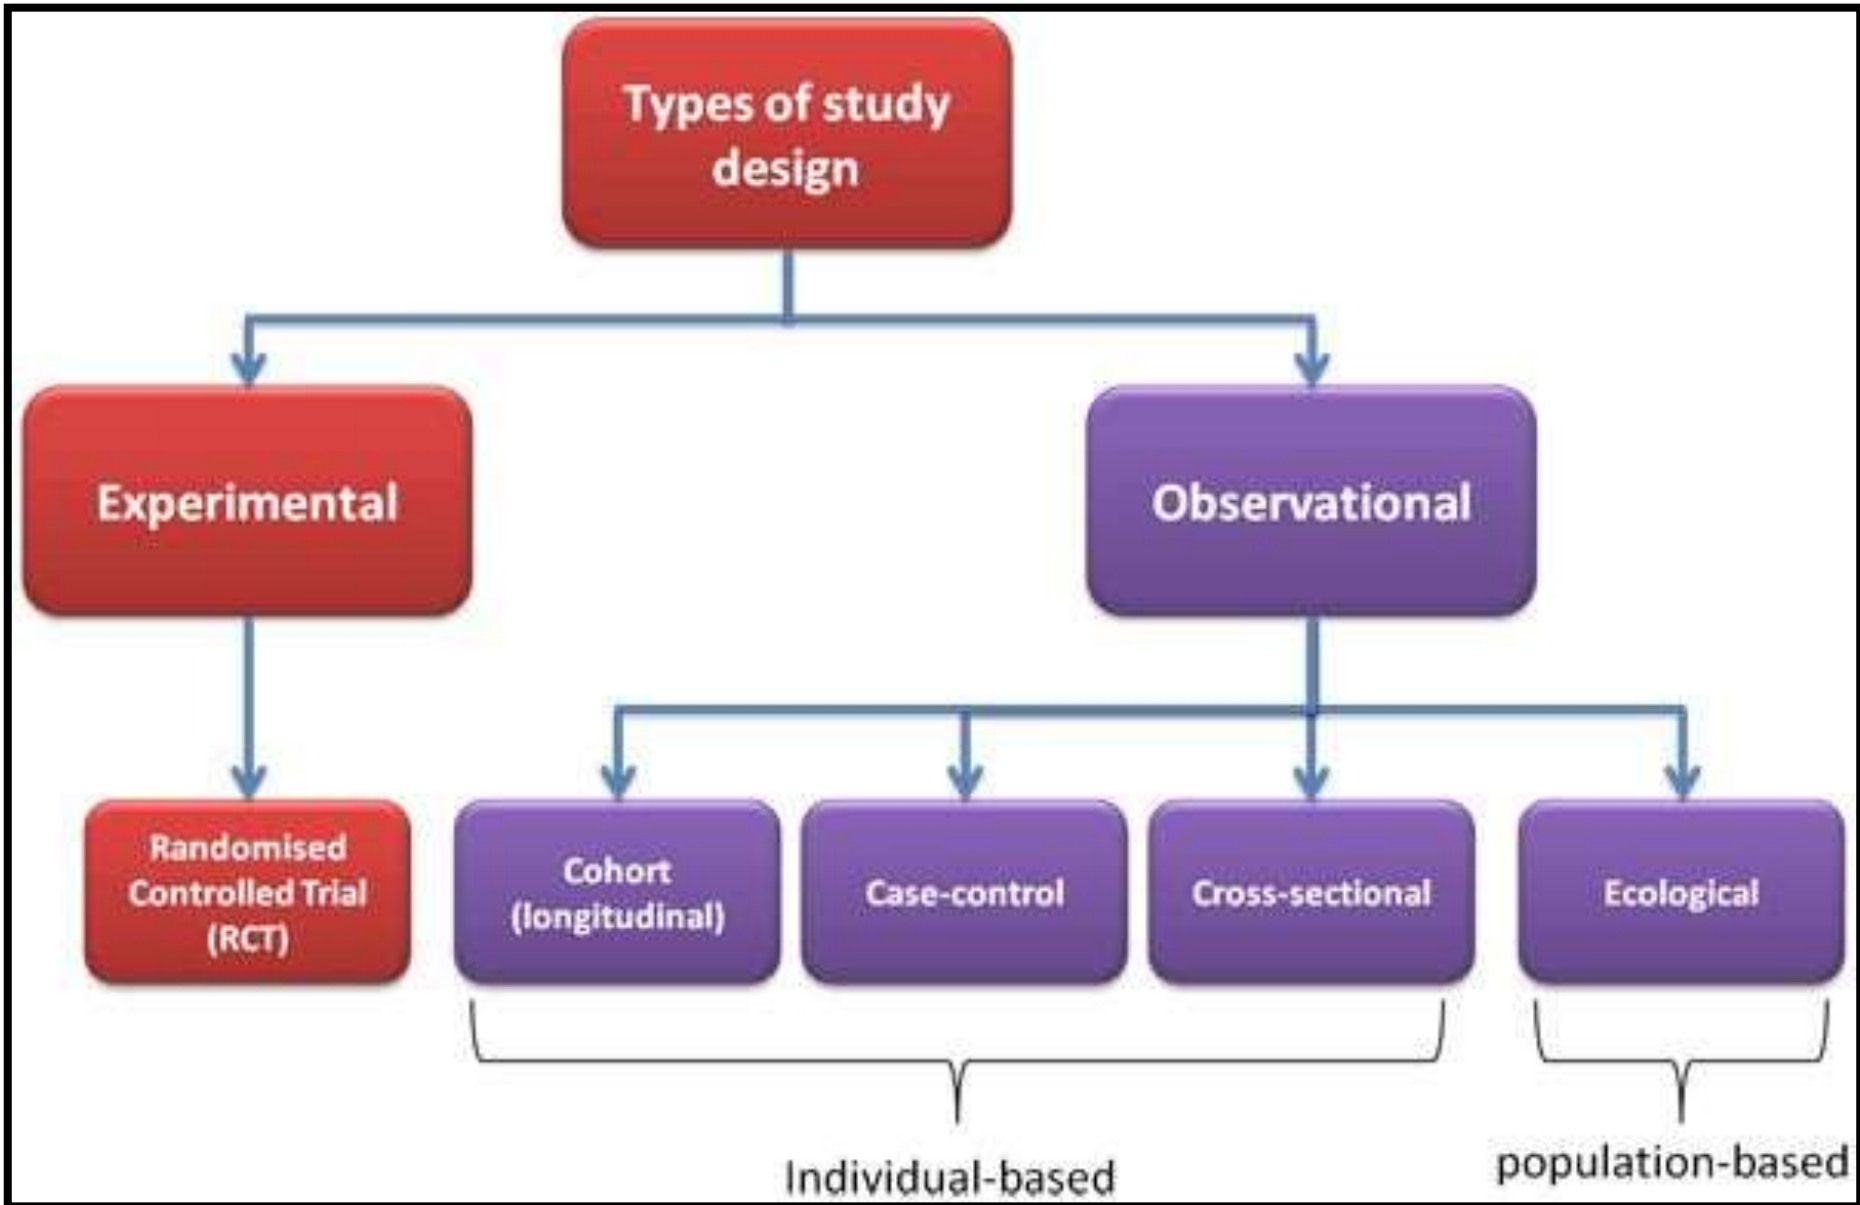 Types of study
design
Experimental
Observational
Randomised
Controlled Trial
(RCT)
Cohort
(longitudinal)
Case-control
Cross-sectional
Ecological
Individual-based
population-based